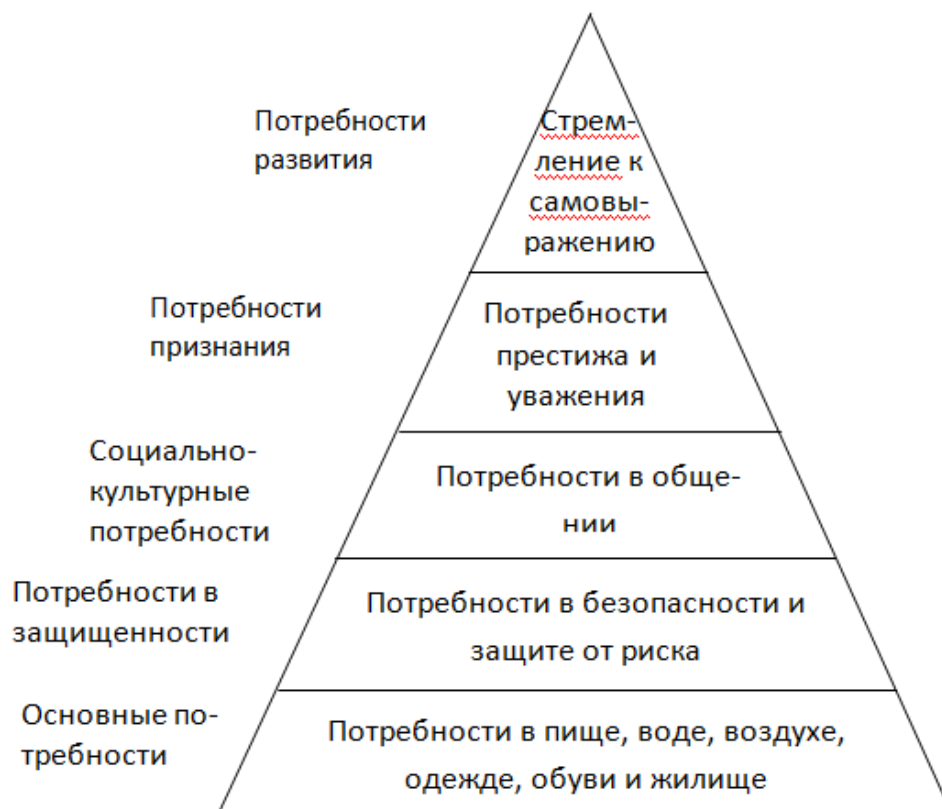 Потребности
развития
Стрем-
ление к
самовы-
ражению
Потребности
признания
Потребности
престижа и
уважения
Социально-
культурные
потребности
Потребности в обще-
нии
Потребности в
защищенности
Потребности в безопасности и
защите от риска
Основные по-
требности
Потребности в пище, воде, воздухе,
одежде, обуви и жилище